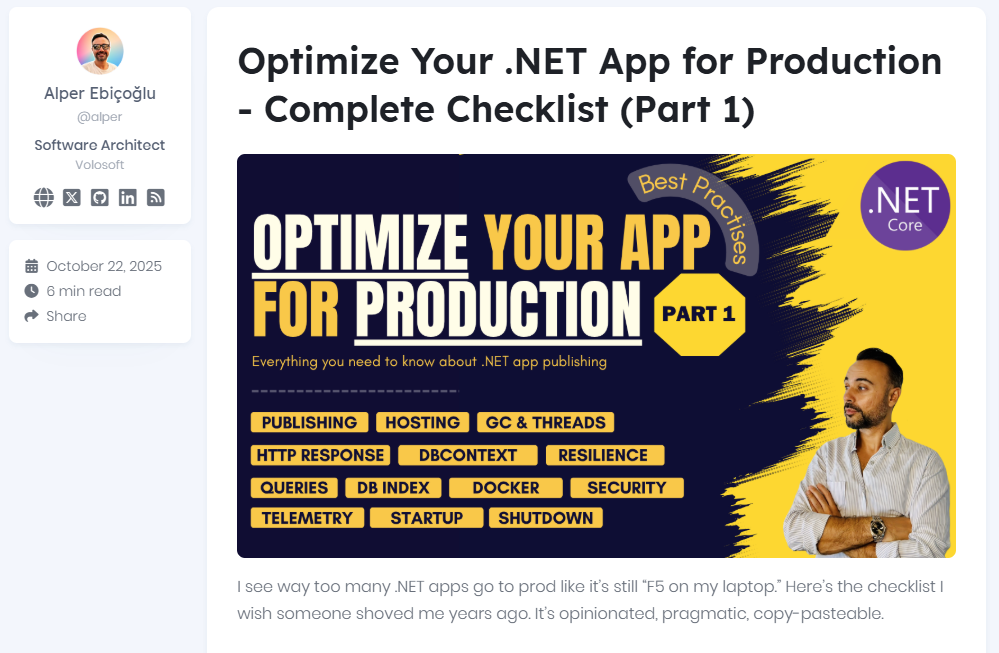 Alper Ebiçoğlu
@alper
Software Architect
Volosoft
October 22, 2025
6 min read
Share
Optimize Your .NET App for Production
- Complete Checklist (Part 1)
Best Practises
.NET
Core
OPTIMIZE YOUR APP
FOR PRODUCTION
PART 1
Everything you need to know about .NET app publishing
PUBLISHING HOSTING GC & THREADS
HTTP RESPONSE DBCONTEXT RESILIENCE
QUERIES DB INDEX DOCKER SECURITY
TELEMETRY STARTUP SHUTDOWN
I see way too many .NET apps go to prod like it’s still “F5 on my laptop.” Here’s the checklist I
wish someone shoved me years ago. It’s opinionated, pragmatic, copy-pasteable.